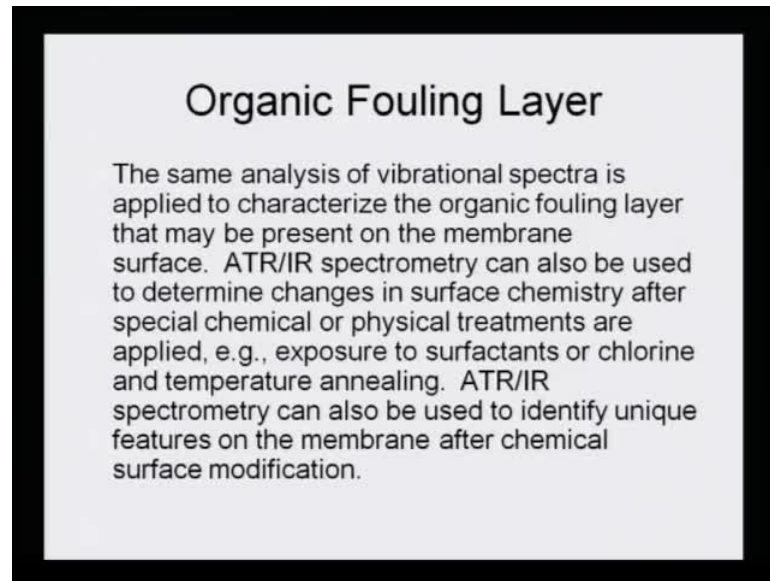 Organic Fouling Layer
The same analysis of vibrational spectra is
applied to characterize the organic fouling layer
that may be present on the membrane
surface.  ATR/IR spectrometry can also be used
to determine changes in surface chemistry after
special chemical or physical treatments are
applied, e.g., exposure to surfactants or chlorine
and temperature annealing.  ATR/IR
spectrometry can also be used to identify unique
features on the membrane after chemical
surface modification.